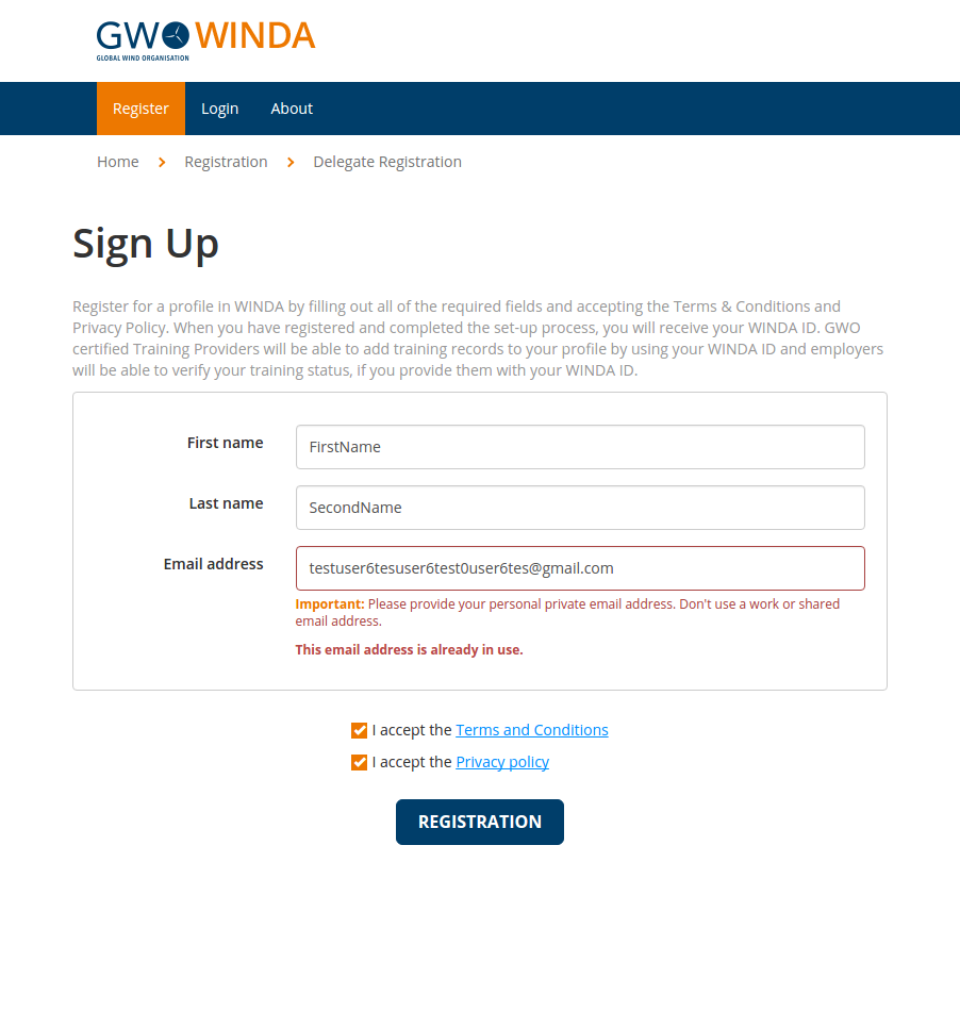 GWO WINDA
GLOBAL WIND ORGANISATION
Register Login About
Home Registration Delegate Registration
Sign Up
Register for a profile in WINDA by filling out all of the required fields and accepting the Terms & Conditions and
Privacy Policy. When you have registered and completed the set-up process, you will receive your WINDA ID. GWO
certified Training Providers will be able to add training records to your profile by using your WINDA ID and employers
will be able to verify your training status, if you provide them with your WINDA ID.
First name FirstName
Last name SecondName
Email address testuser6tesuser6test0user6tes@gmail.com
Important: Please provide your personal private email address. Don't use a work or shared
email address.
This email address is already in use.
I accept the Terms and Conditions
I accept the Privacy policy
REGISTRATION